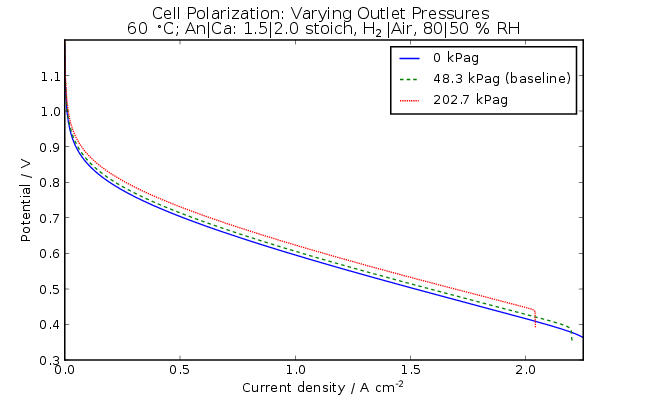 Cell Polarization: Varying Outlet Pressures
60 °C; An|Ca: 1.5|2.0 stoich, H₂|Air, 80|50 % RH
0 kPag
48.3 kPag (baseline)
202.7 kPag
1.1
1.0
0.9
0.8
0.7
0.6
0.5
0.4
0.3
Potential / V
0.0 0.5 1.0 1.5 2.0
Current density / A cm⁻²